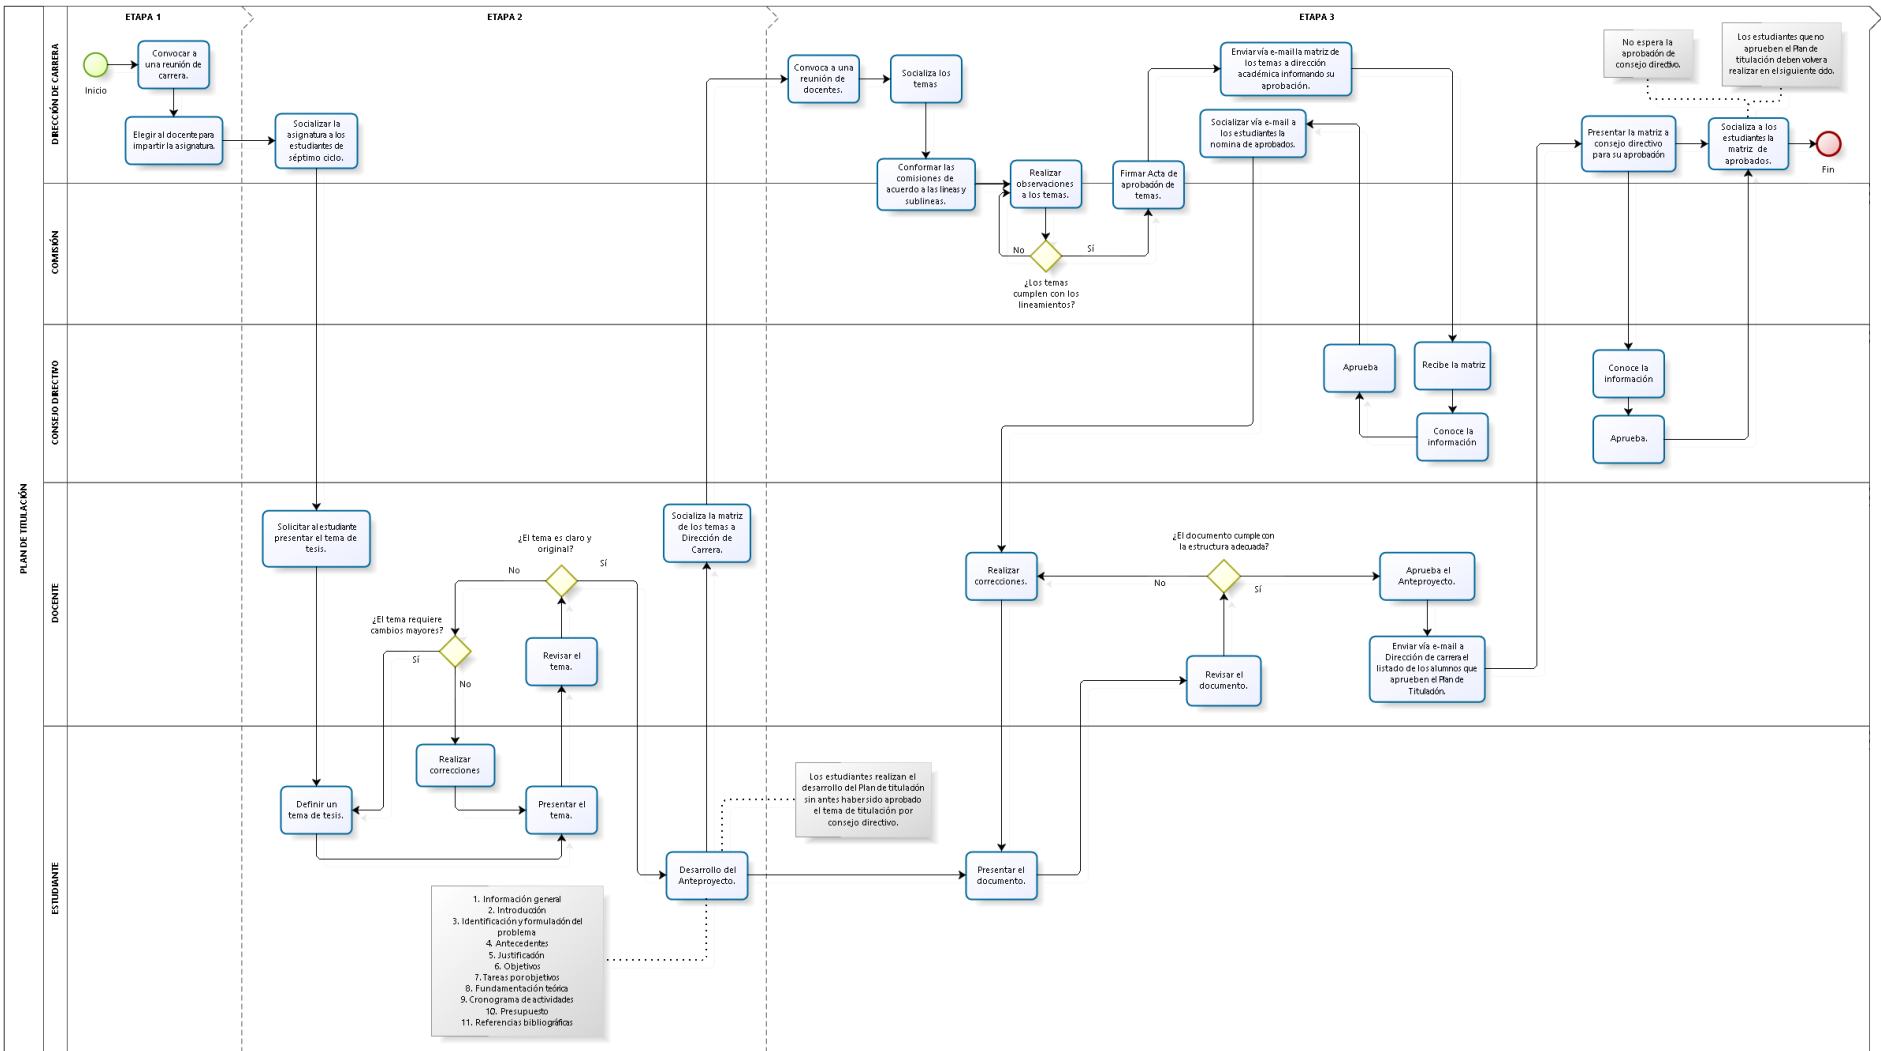 ETAPA 1
ETAPA 2
ETAPA 3
PLAN DE TITULACIÓN
DIRECCIÓN DE CARRERA
Inicio
Convocar a
una reunión de
carrera.
Elegir al docente para
impartir la asignatura.
Socializar la
asignatura a los
estudiantes de
séptimo ciclo.
Convoca a una
reunión de
docentes.
Socializa los
temas
Conformar las
comisiones de
acuerdo a las lineas y
sublineas.
Realizar
observaciones
a los temas.
Firmar Acta de
aprobación de
temas.
Enviar vía e-mail la matriz de
los temas a dirección
académica informando su
aprobación.
Socializar vía e-mail a
los estudiantes la
nomina de aprobados.
No espera la
aprobación de
consejo directivo.
Los estudiantes que no
aprueben el Plan de
titulación deben volver a
realizar en el siguiente cido.
Presentar la matriz a
consejo directivo
para su aprobación
Socializa a los
estudiantes la
matriz de
aprobados.
Fin
COMISIÓN
No
Sí
¿Los temas
cumplen con los
lineamientos?
CONSEJO DIRECTIVO
Aprueba
Recibe la matriz
Conoce la
información
Conoce la
información
Aprueba.
DOCENTE
Solicitar al estudiante
presentar el tema de
tesis.
¿El tema es claro y
original?
No
Sí
¿El tema requiere
cambios mayores?
Sí
No
Revisar el
tema.
Socializa la matriz
de los temas a
Dirección de
Carrera.
Realizar
correcciones.
¿El documento cumple con
la estructura adecuada?
No
Sí
Revisar el
documento.
Aprueba el
Anteproyecto.
Enviar vía e-mail a
Dirección de carrera el
listado de los alumnos que
aprueben el Plan de
Titulación.
ESTUDIANTE
Definir un
tema de tesis.
Realizar
correcciones
Presentar el
tema.
Desarrollo del
Anteproyecto.
Los estudiantes realizan el
desarrollo del Plan de titulación
sin antes haber sido aprobado
el tema de titulación por
consejo directivo.
Presentar el
documento.
1. Información general
2. Introducción
3. Identificación y formulación del
problema
4. Antecedentes
5. Justificación
6. Objetivos
7. Tareas por objetivos
8. Fundamentación teórica
9. Cronograma de actividades
10. Presupuesto
11. Referencias bibliográficas